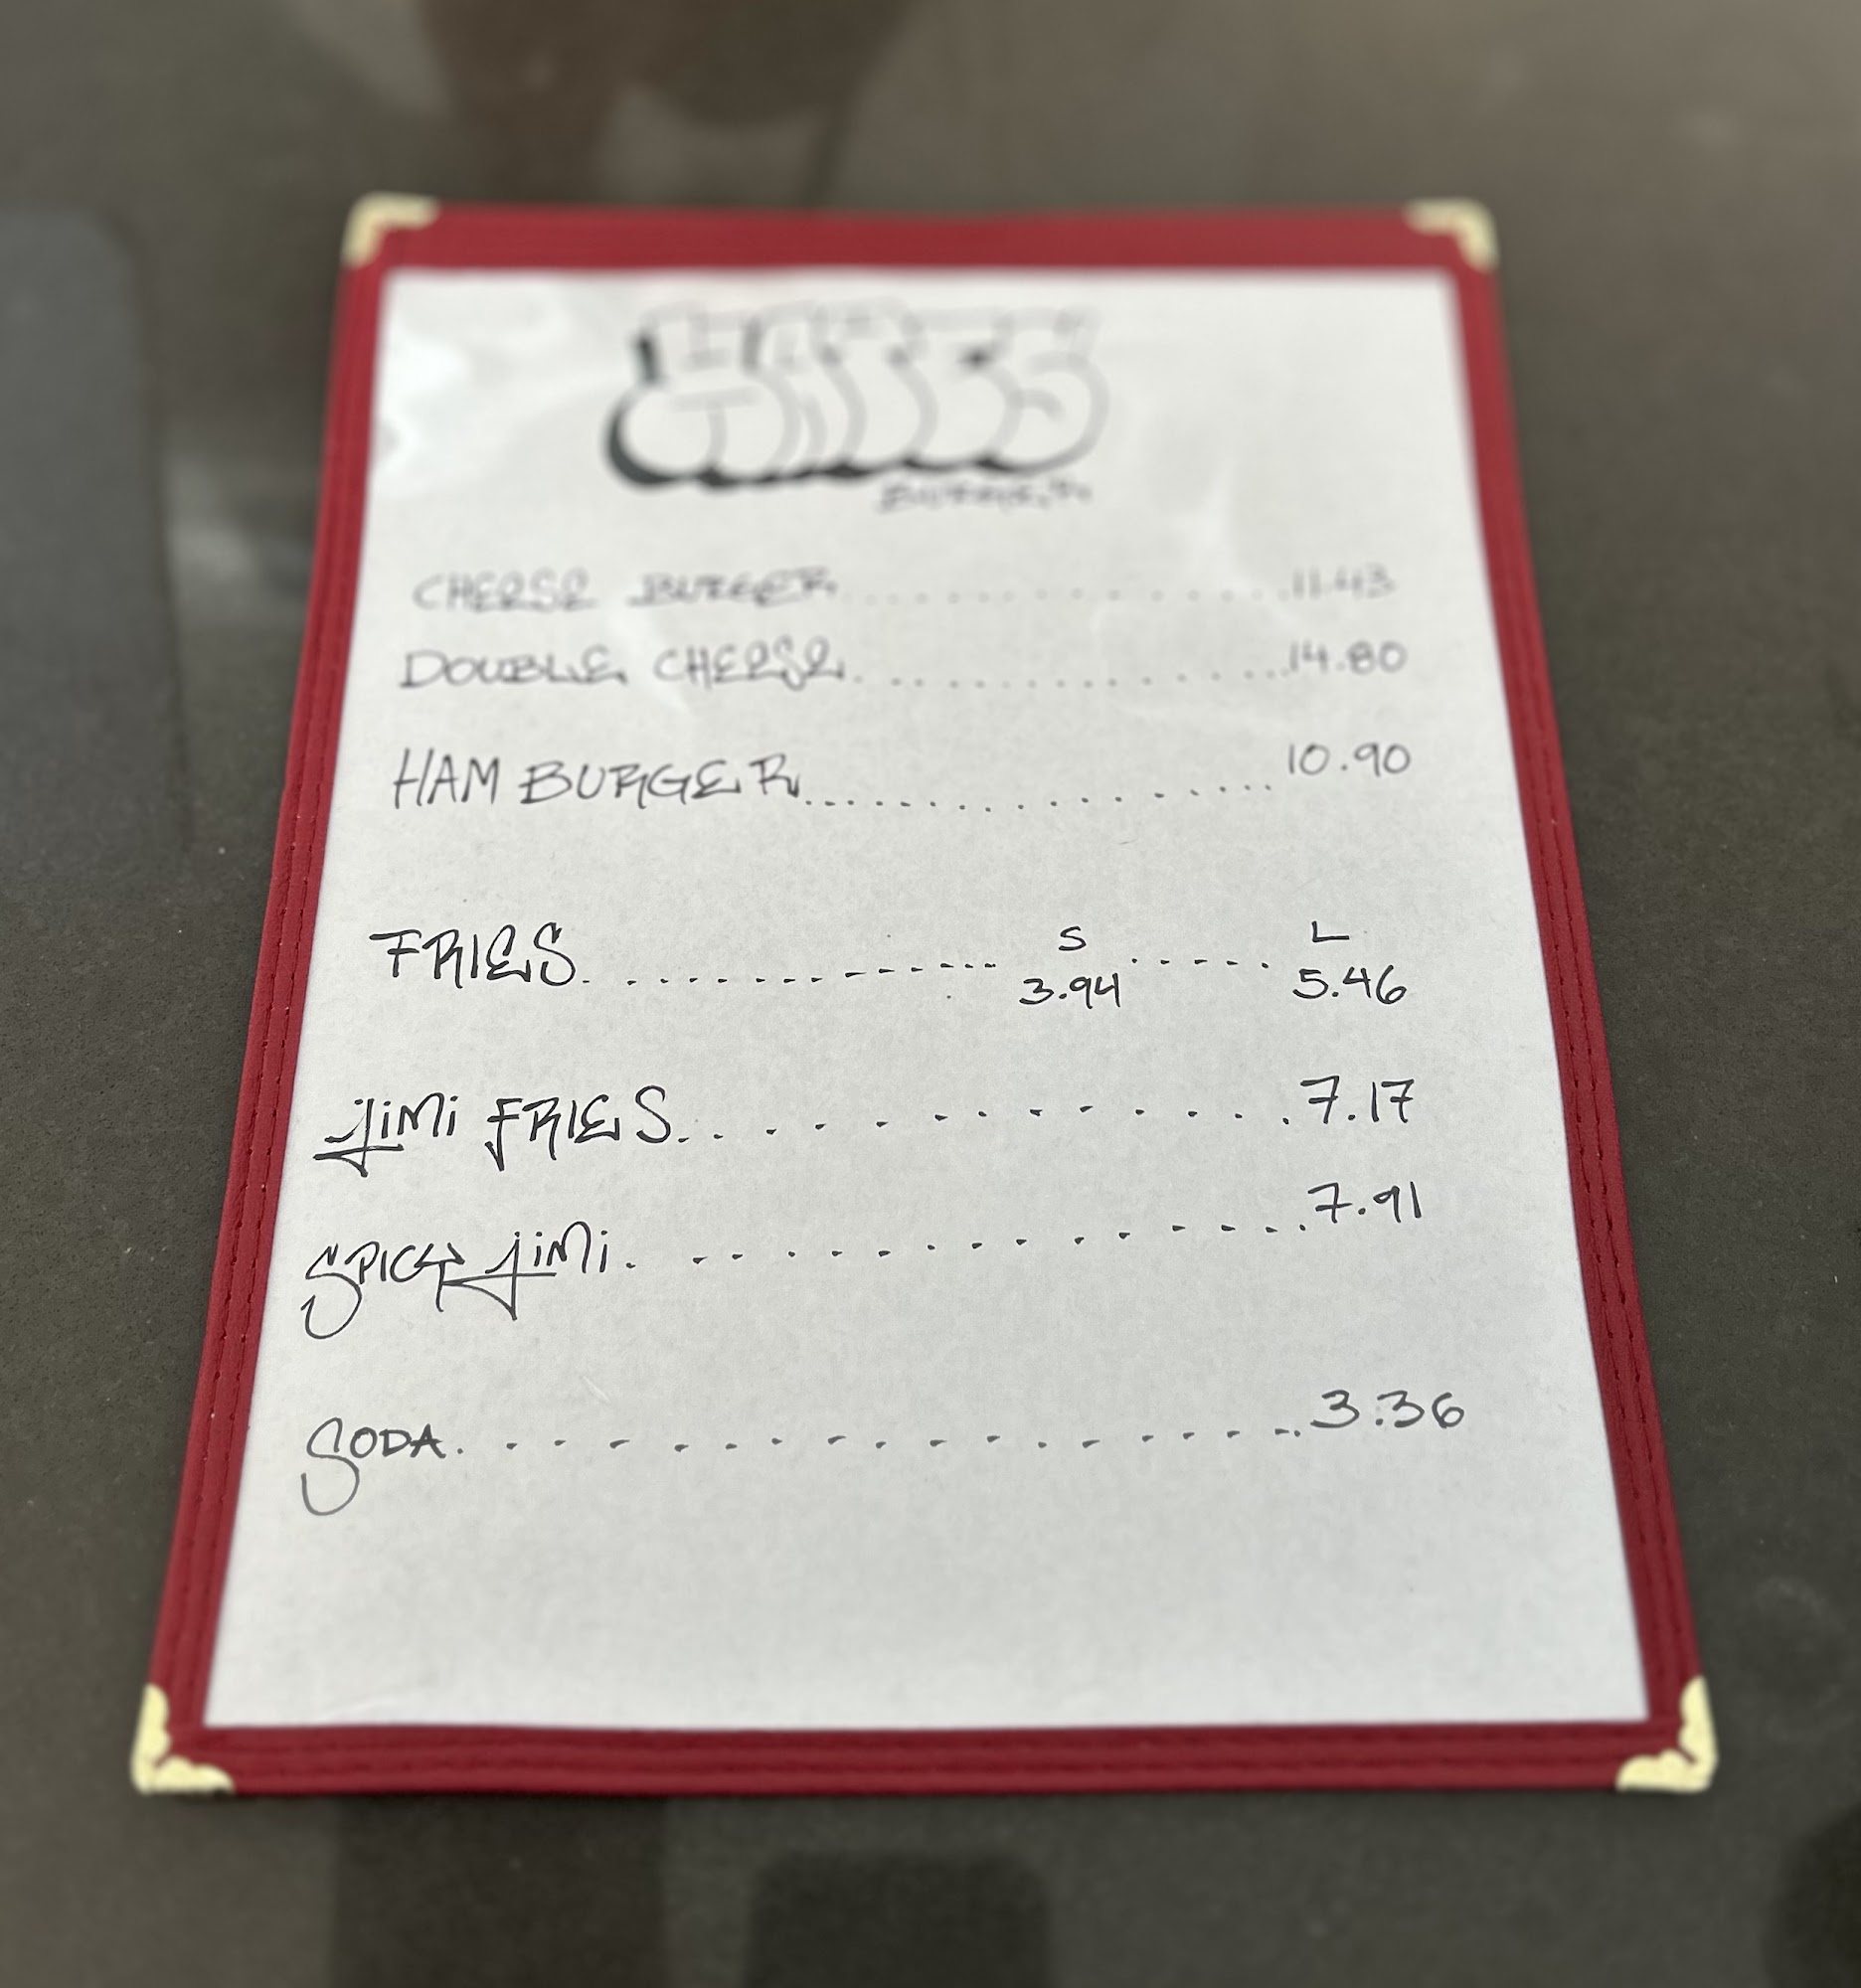 CHEESE BURGER..............11.43
DOUBLE CHEESE..............14.80
HAMBURGER..............10.90
S L
FRIES..............3.94......5.46
JiMi FRIES..............7.17
SPICY JiMi..............7.91
SODA..............3.36